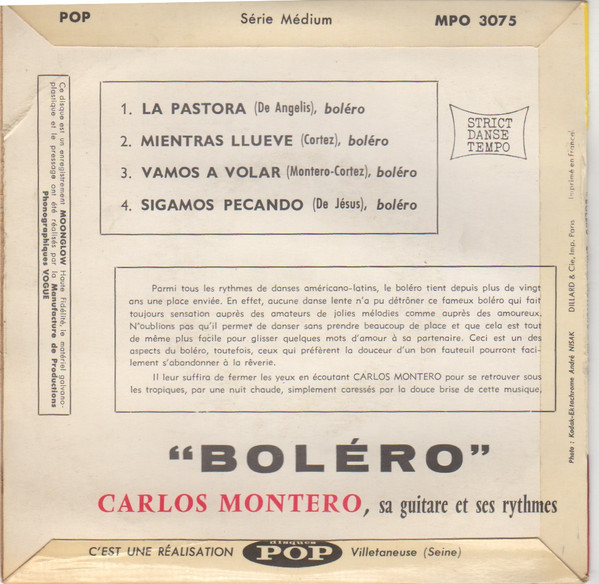 POP Série Médium MPO 3075
1. LA PASTORA (De Angelis), boléro
2. MIENTRAS LLUEVE (Cortez), boléro
3. VAMOS A VOLAR (Montero-Cortez), boléro
4. SIGAMOS PECANDO (De Jésus), boléro
STRICT
DANSE
TEMPO
Ce disque est un enregistrement MOONGLOW Haute Fidélité, le matériel galvano-
plastique et le pressage ont été réalisés par la Manufacture de Productions
Phonographiques VOGUE
Photo : Kodak-Ektachrome André NISAK DILLARD & Cie, Imp. Paris Imprimé en France
Parmi tous les rythmes de danses américano-latins, le boléro tient depuis plus de vingt
ans une place enviée. En effet, aucune danse lente n'a pu détrôner ce fameux boléro qui fait
toujours sensation auprès des amateurs de jolies mélodies comme auprès des amoureux.
N'oublions pas qu'il permet de danser sans prendre beaucoup de place et que cela est tout
de même plus facile pour glisser quelques mots d'amour à sa partenaire. Ceci est un des
aspects du boléro, toutefois, ceux qui préfèrent la douceur d'un bon fauteuil pourront faci-
lement s'abandonner à la rêverie.
Il leur suffira de fermer les yeux en écoutant CARLOS MONTERO pour se retrouver sous
les tropiques, par une nuit chaude, simplement caressés par la douce brise de cette musique.
"BOLÉRO"
CARLOS MONTERO, sa guitare et ses rythmes
C'EST UNE RÉALISATION disques POP Villetaneuse (Seine)